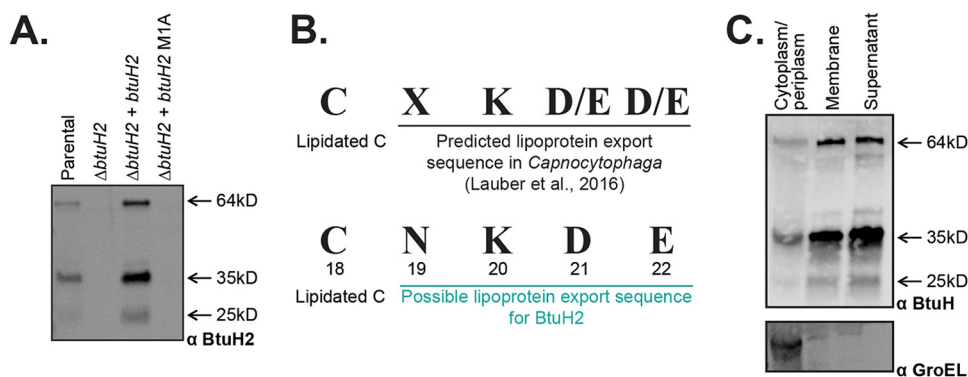 A.
Parental
ΔbtuH2
ΔbtuH2 + btuH2
ΔbtuH2 + btuH2 M1A
64kD
35kD
25kD
α BtuH2
B.
C X K D/E D/E
Lipidated C
Predicted lipoprotein export
sequence in Capnocytophaga
(Lauber et al., 2016)
C N K D E
18 19 20 21 22
Lipidated C
Possible lipoprotein export sequence
for BtuH2
C.
Cytoplasm/
periplasm
Membrane
Supernatant
64kD
35kD
25kD
α BtuH
α GroEL